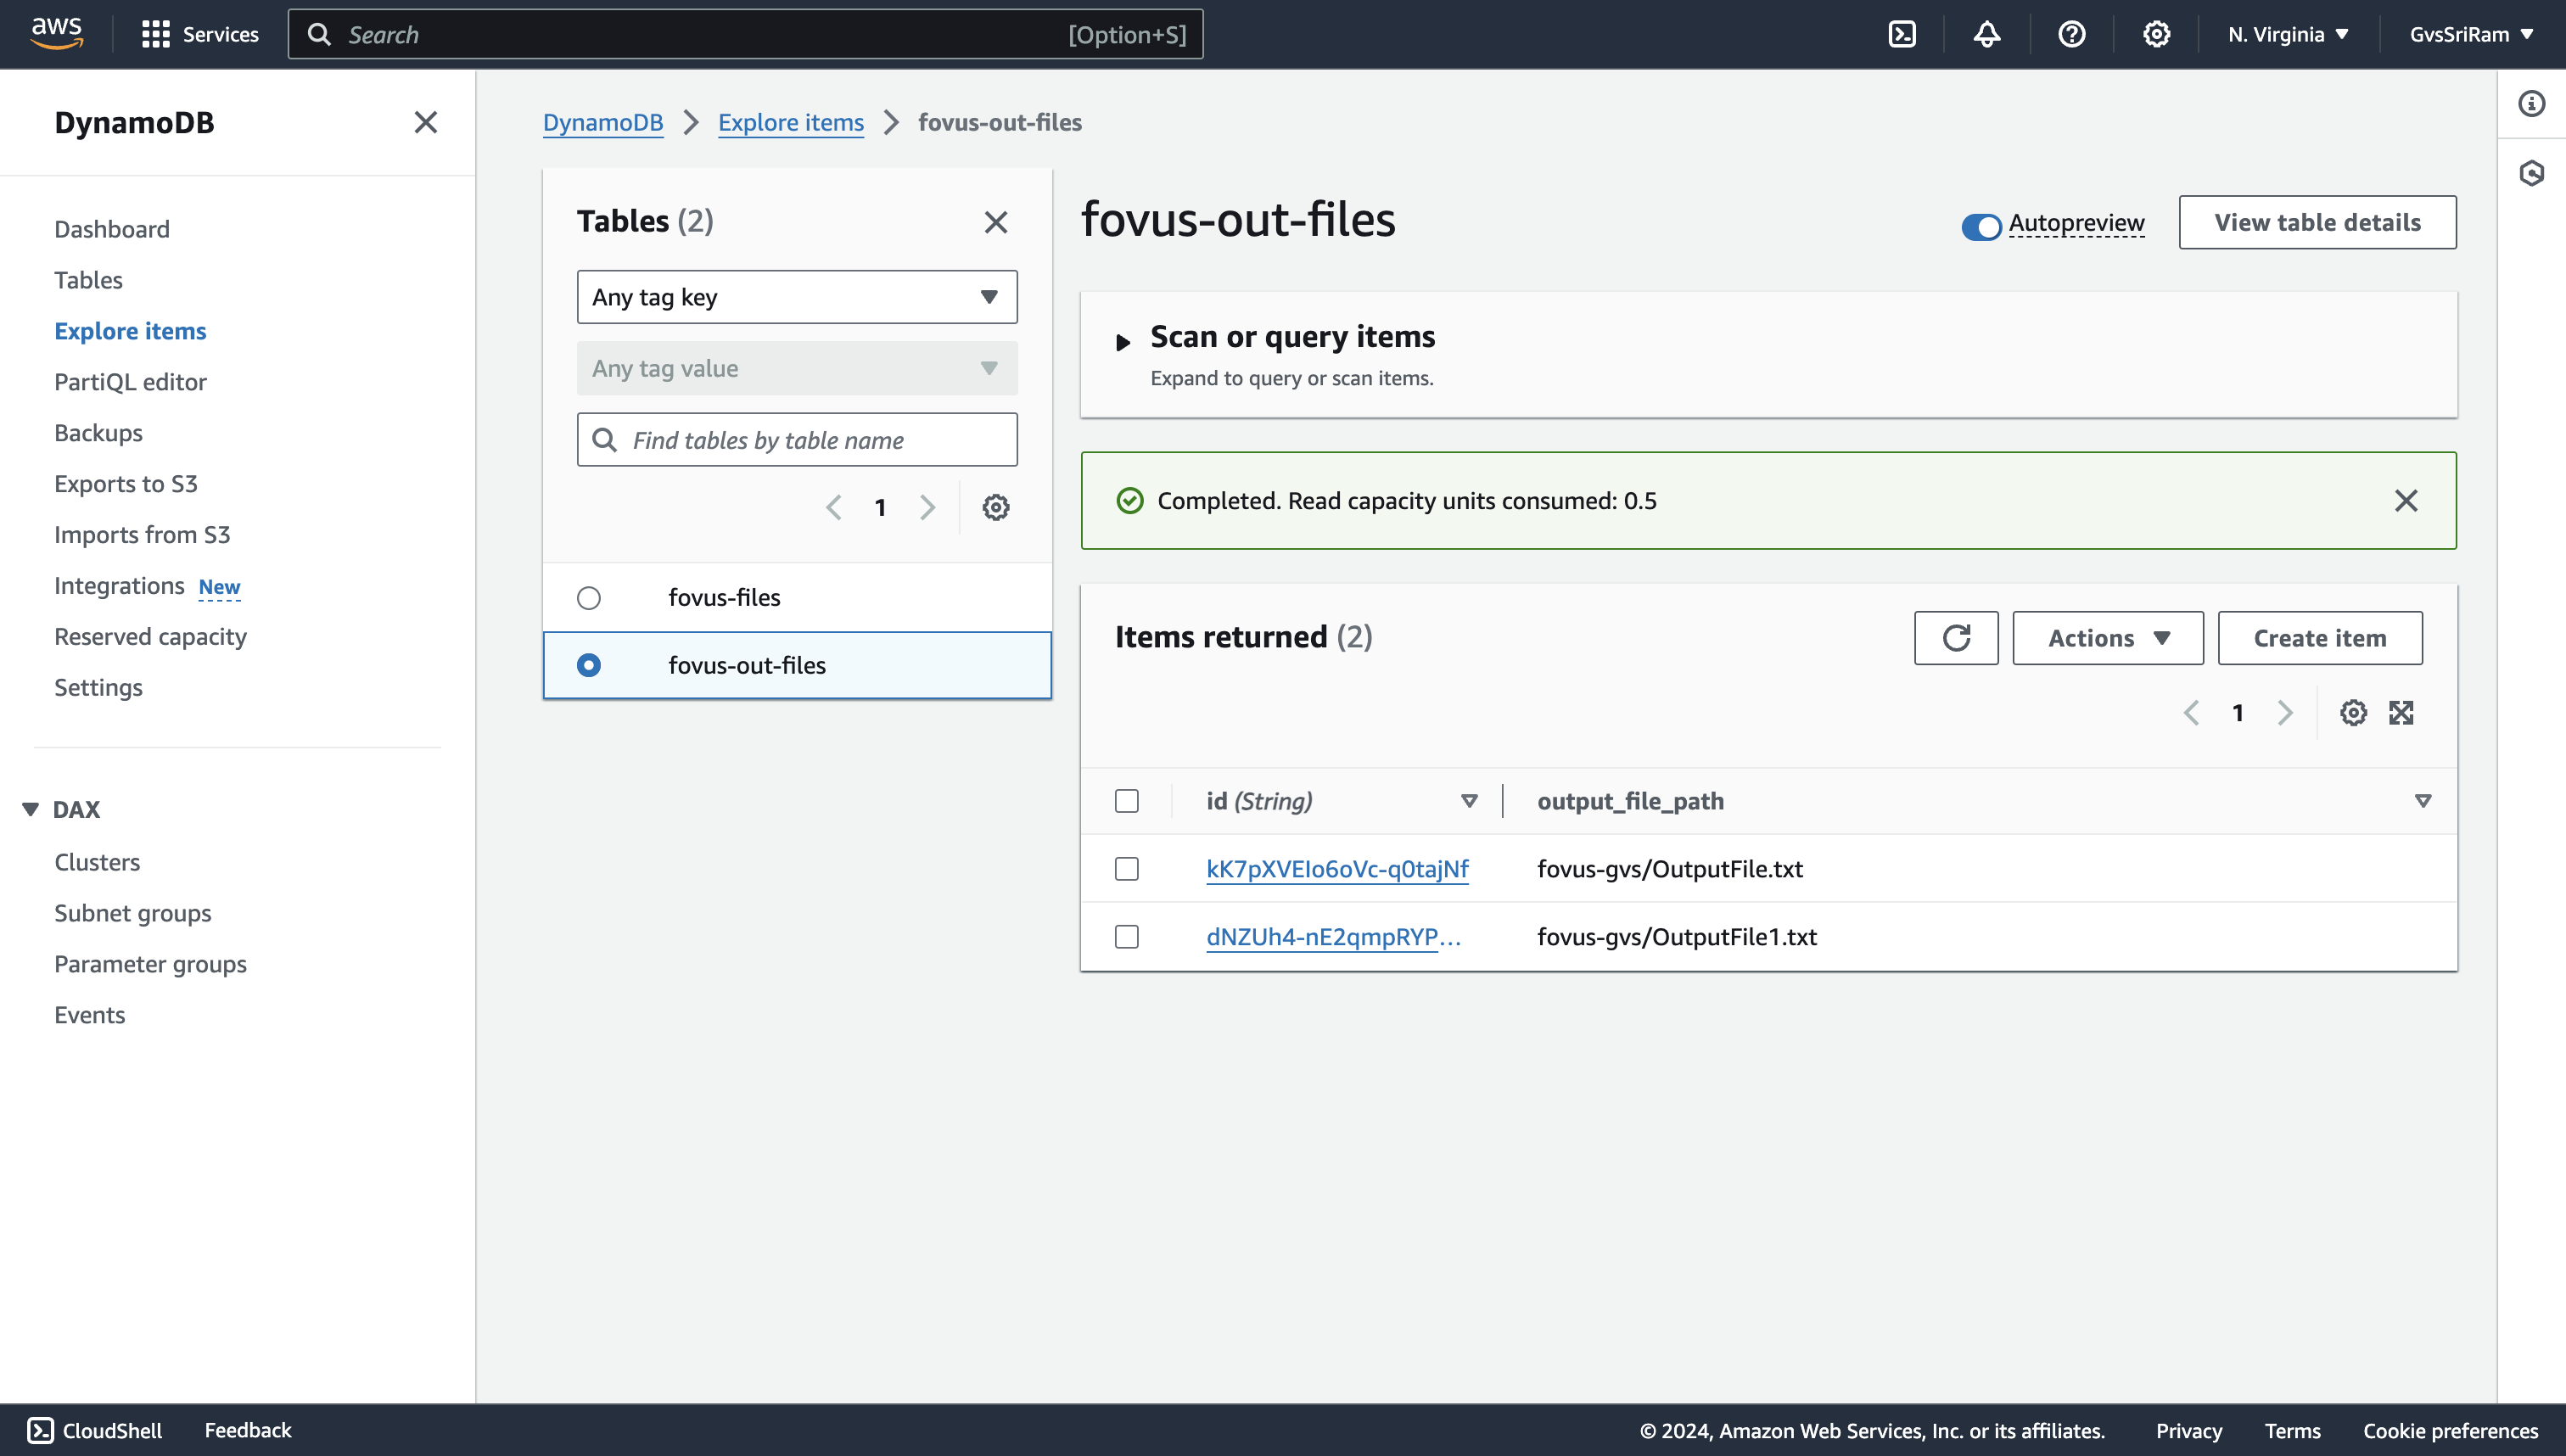 aws Services Search [Option+S] N. Virginia GvsSriRam
DynamoDB
Dashboard
Tables
Explore items
PartiQL editor
Backups
Exports to S3
Imports from S3
Integrations New
Reserved capacity
Settings
DAX
Clusters
Subnet groups
Parameter groups
Events
DynamoDB Explore items fovus-out-files
Tables (2)
Any tag key
Any tag value
Find tables by table name
1
fovus-files
fovus-out-files
fovus-out-files
Autopreview View table details
Scan or query items
Expand to query or scan items.
Completed. Read capacity units consumed: 0.5
Items returned (2)
Actions Create item
1
id (String) output_file_path
kK7pXVEIo6oVc-q0tajNf fovus-gvs/OutputFile.txt
dNZUh4-nE2qmpRYP... fovus-gvs/OutputFile1.txt
CloudShell Feedback © 2024, Amazon Web Services, Inc. or its affiliates. Privacy Terms Cookie preferences